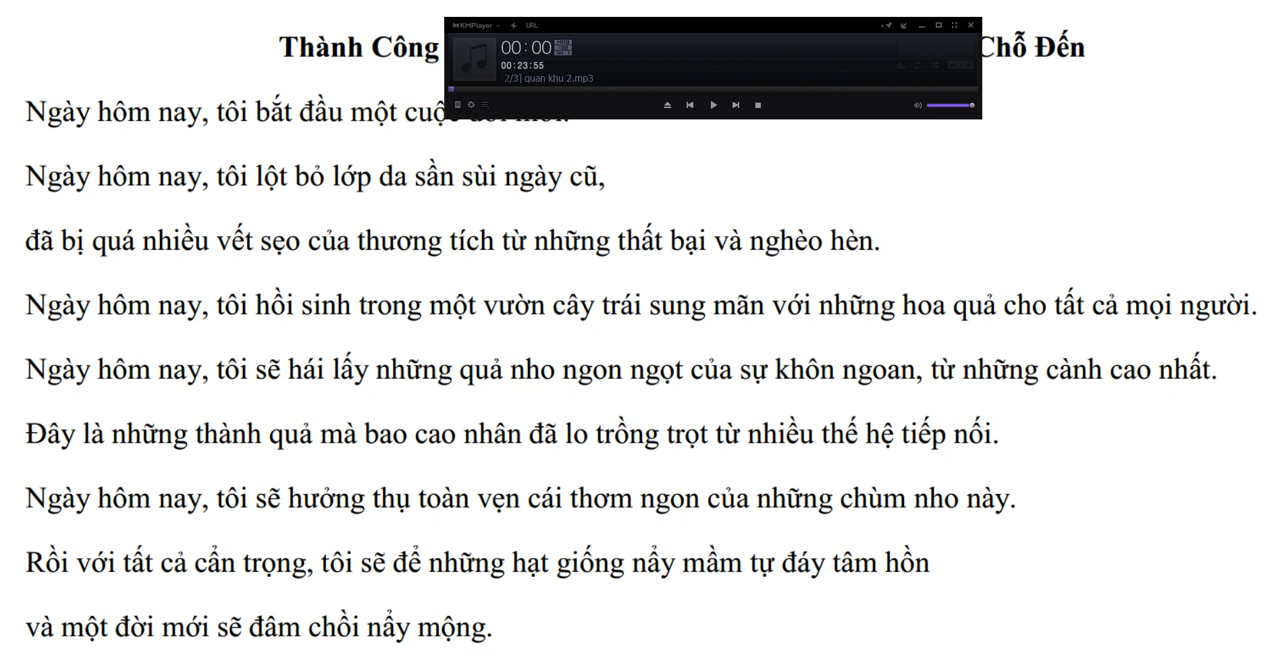 Thành Công Chỗ Đến
KMPlayer URL
00:00
00:23:55
2/3] quan khu 2.mp3
Ngày hôm nay, tôi bắt đầu một cuộc
Ngày hôm nay, tôi lột bỏ lớp da sần sùi ngày cũ,
đã bị quá nhiều vết sẹo của thương tích từ những thất bại và nghèo hèn.
Ngày hôm nay, tôi hồi sinh trong một vườn cây trái sung mãn với những hoa quả cho tất cả mọi người.
Ngày hôm nay, tôi sẽ hái lấy những quả nho ngon ngọt của sự khôn ngoan, từ những cành cao nhất.
Đây là những thành quả mà bao cao nhân đã lo trồng trọt từ nhiều thế hệ tiếp nối.
Ngày hôm nay, tôi sẽ hưởng thụ toàn vẹn cái thơm ngon của những chùm nho này.
Rồi với tất cả cẩn trọng, tôi sẽ để những hạt giống nẩy mầm tự đáy tâm hồn
và một đời mới sẽ đâm chồi nẩy mộng.